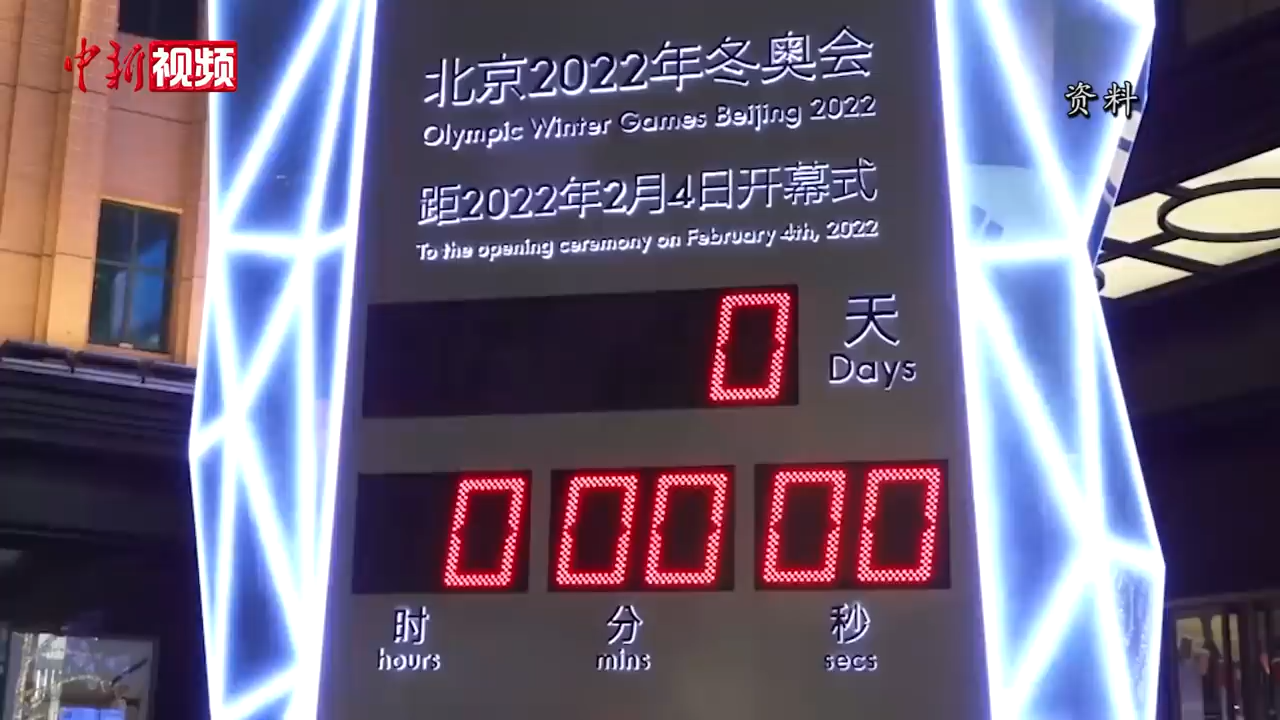 中新视频
资料
北京2022年冬奥会
Olympic Winter Games Beijing 2022
距2022年2月4日开幕式
To the opening ceremony on February 4th, 2022
0 天
Days
0 00 00
时 分 秒
hours mins secs